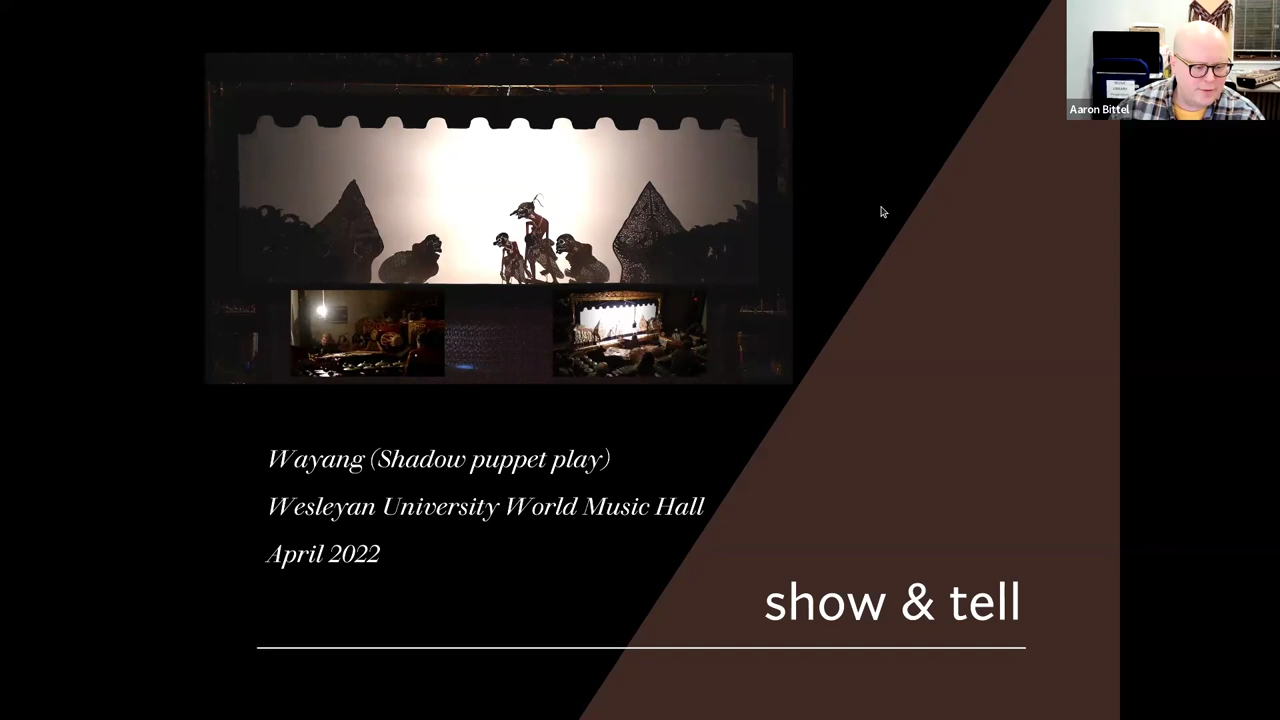 Aaron Bittel
Wayang (Shadow puppet play)
Wesleyan University World Music Hall
April 2022
show & tell